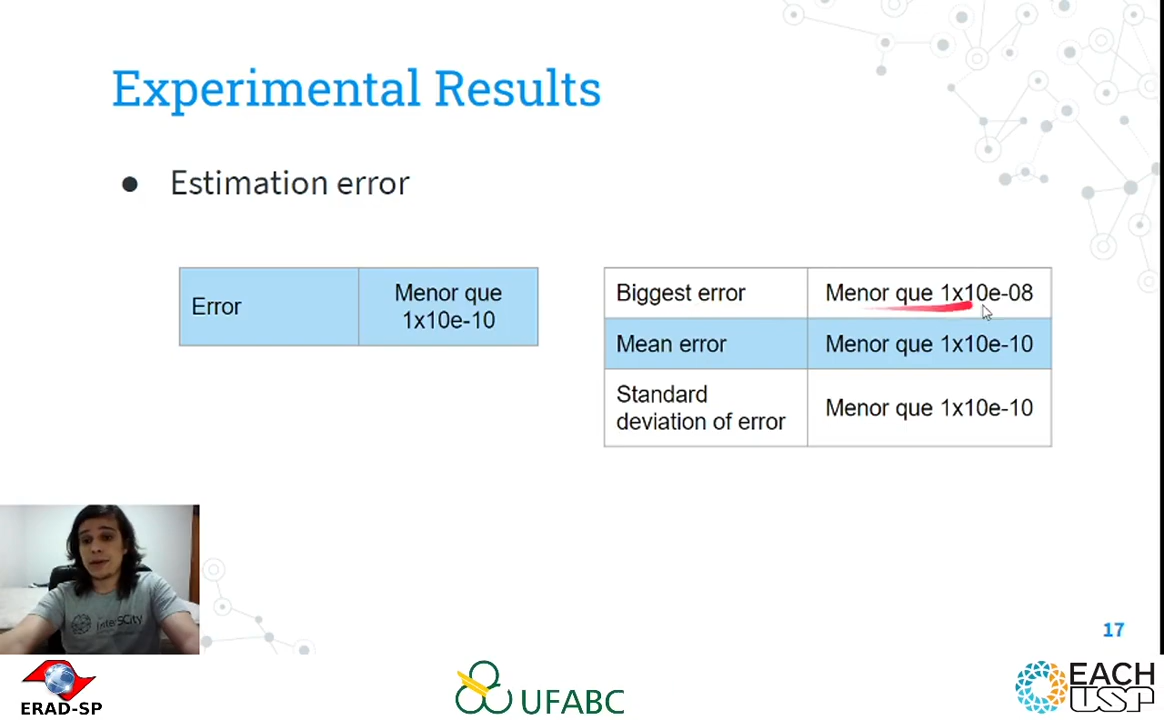 Experimental Results
● Estimation error
Error
Menor que
1x10e-10
Biggest error
Menor que 1x10e-08
Mean error
Menor que 1x10e-10
Standard
deviation of error
Menor que 1x10e-10
InterSCity
17
ERAD-SP
UFABC
EACH
USP